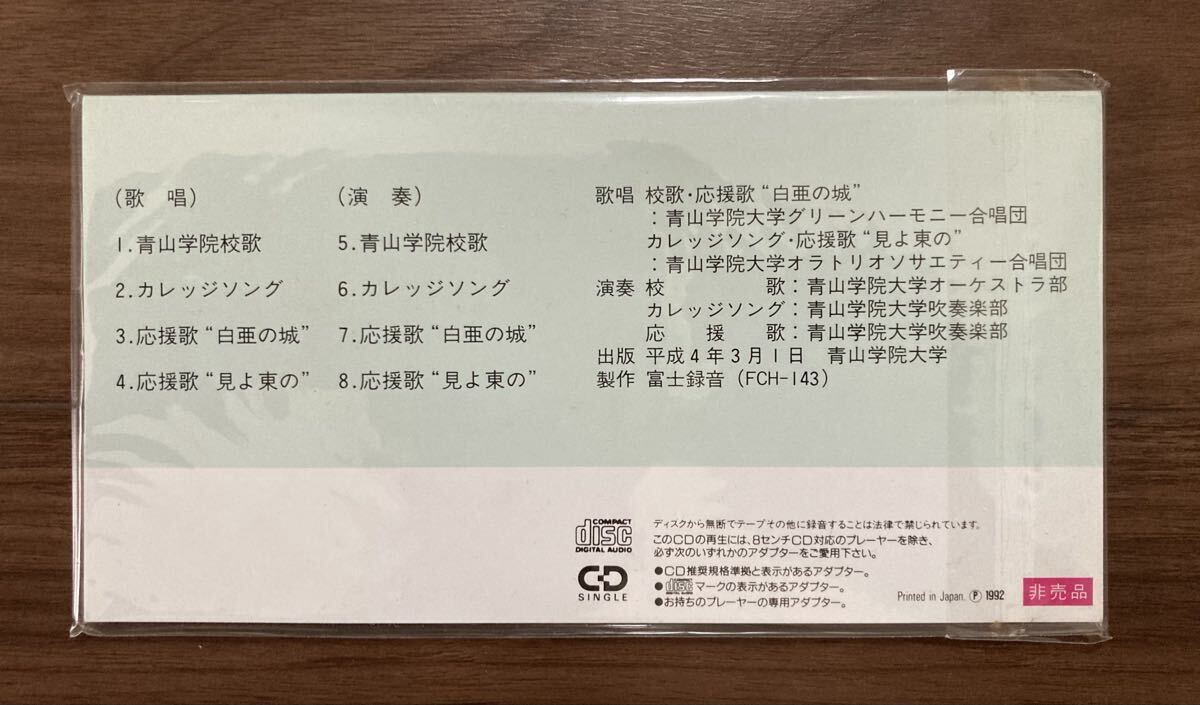 （歌　唱）
1.青山学院校歌
2.カレッジソング
3.応援歌“白亜の城”
4.応援歌“見よ東の”
（演　奏）
5.青山学院校歌
6.カレッジソング
7.応援歌“白亜の城”
8.応援歌“見よ東の”
歌唱 校歌・応援歌“白亜の城”
：青山学院大学グリーンハーモニー合唱団
カレッジソング・応援歌“見よ東の”
：青山学院大学オラトリオソサエティー合唱団
演奏 校　　　歌：青山学院大学オーケストラ部
カレッジソング：青山学院大学吹奏楽部
応　援　歌：青山学院大学吹奏楽部
出版 平成4年3月1日　青山学院大学
製作 富士録音（FCH-143）
COMPACT
disc
DIGITAL AUDIO
CD
SINGLE
ディスクから無断でテープその他に録音することは法律で禁じられています。
このCDの再生には、8センチCD対応のプレーヤーを除き、
必ず次のいずれかのアダプターをご愛用下さい。
●CD推奨規格準拠と表示があるアダプター。
●COMPACT disc DIGITAL AUDIOマークの表示があるアダプター。
●お持ちのプレーヤーの専用アダプター。
Printed in Japan. Ⓟ 1992
非売品